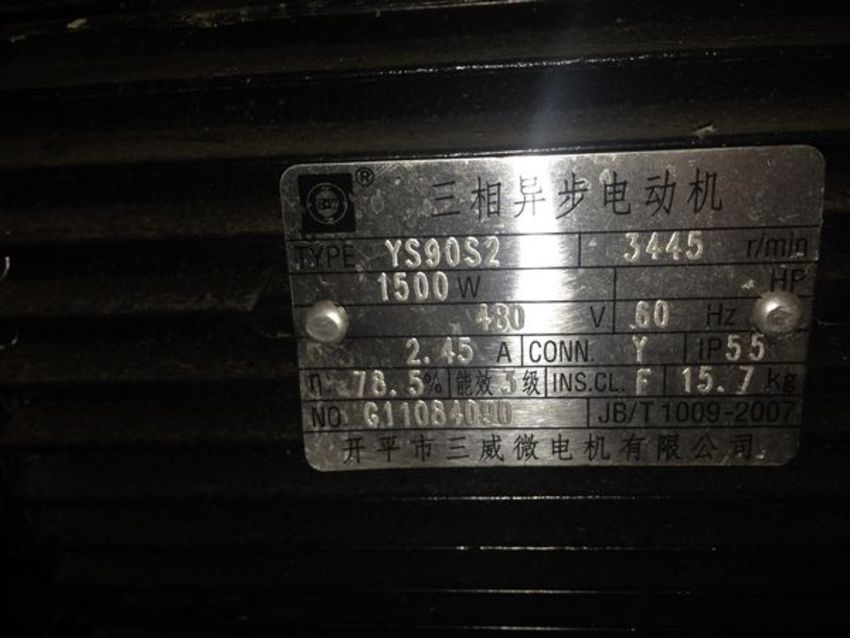 ® 三相异步电动机
TYPE YS90S2 3445 r/min
1500 W HP
480 V 60 Hz
2.45 A CONN. Y IP55
η. 78.5% 能效3级 INS.CL. F 15.7 kg
NO. G11084090 JB/T1009-2007
开平市三威微电机有限公司